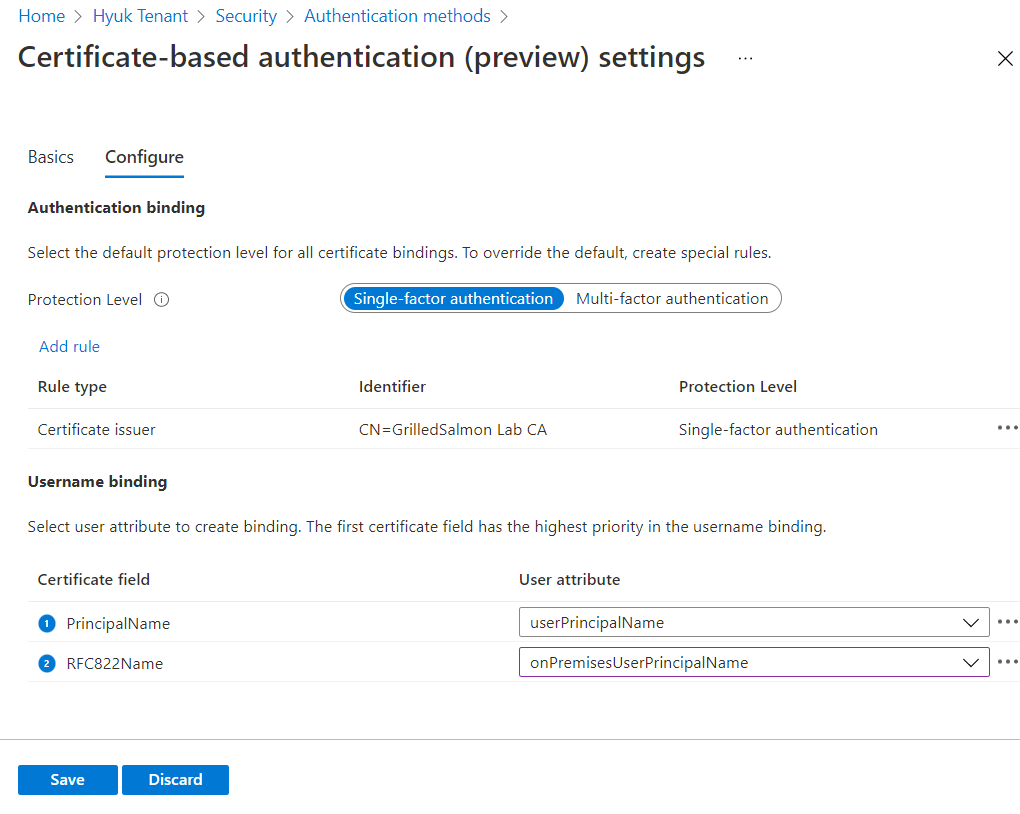 Home > Hyuk Tenant > Security > Authentication methods >
Certificate-based authentication (preview) settings ...
Basics Configure
Authentication binding
Select the default protection level for all certificate bindings. To override the default, create special rules.
Protection Level Single-factor authentication Multi-factor authentication
Add rule
Rule type Identifier Protection Level
Certificate issuer CN=GrilledSalmon Lab CA Single-factor authentication
Username binding
Select user attribute to create binding. The first certificate field has the highest priority in the username binding.
Certificate field User attribute
1 PrincipalName userPrincipalName
2 RFC822Name onPremisesUserPrincipalName
Save Discard